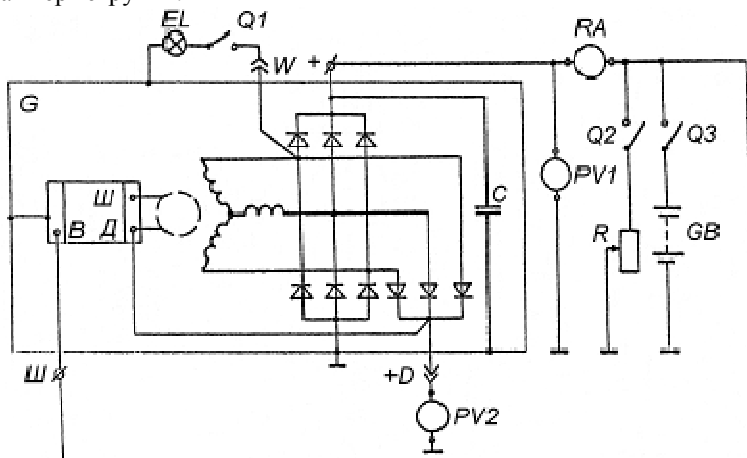 EL
Q1
W
+
RA
G
Q2
Q3
PV1
Ш
C
В
Д
R
GB
Ш
+D
PV2